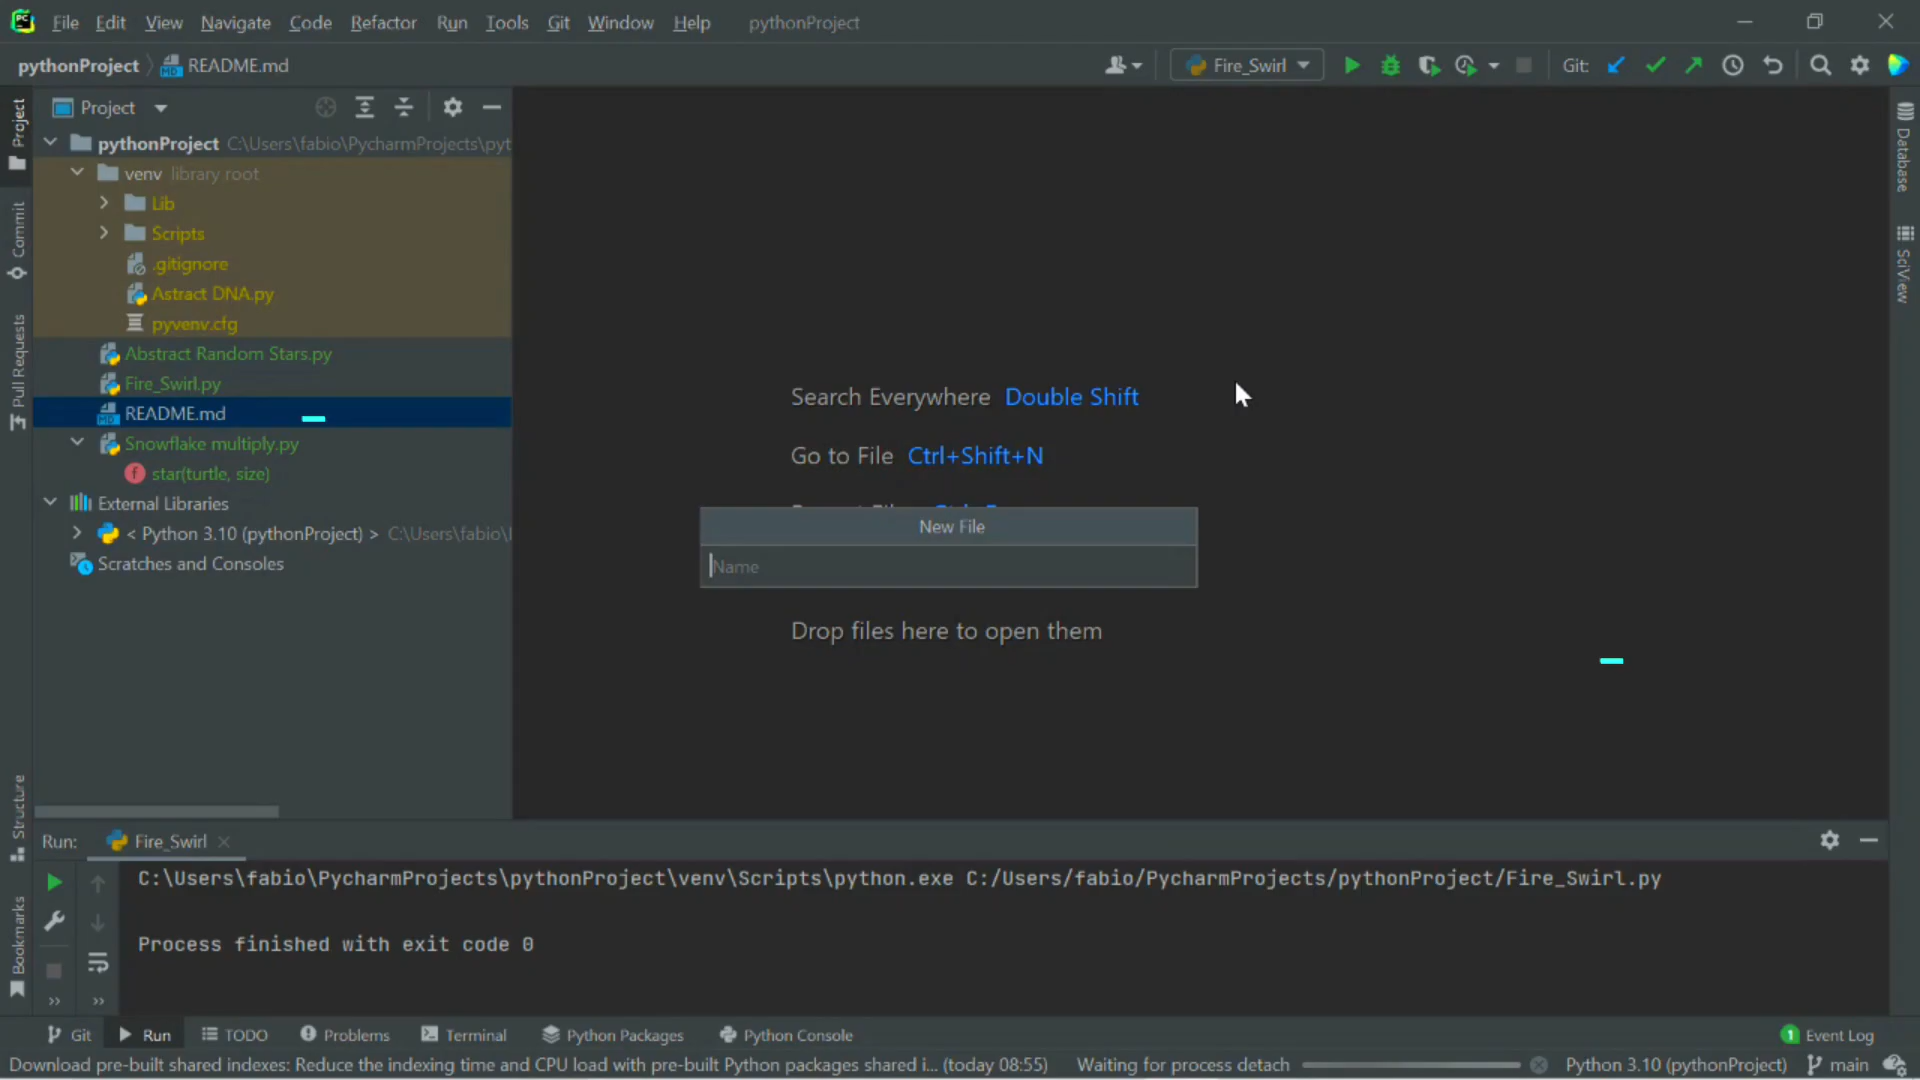 File Edit View Navigate Code Refactor Run Tools Git Window Help pythonProject
pythonProject README.md Fire_Swirl Git:
Project
pythonProject C:\Users\fabio\PycharmProjects\pyt
venv library root
Lib
Scripts
.gitignore
Astract DNA.py
pyvenv.cfg
Abstract Random Stars.py
Fire_Swirl.py
README.md
Snowflake multiply.py
star(turtle, size)
External Libraries
< Python 3.10 (pythonProject) > C:\Users\fabio\
Scratches and Consoles
Project
Commit
Pull Requests
Structure
Bookmarks
Search Everywhere Double Shift
Go to File Ctrl+Shift+N
New File
Name
Drop files here to open them
Database
SciView
Run: Fire_Swirl
C:\Users\fabio\PycharmProjects\pythonProject\venv\Scripts\python.exe C:/Users/fabio/PycharmProjects/pythonProject/Fire_Swirl.py
Process finished with exit code 0
Git Run TODO Problems Terminal Python Packages Python Console 1 Event Log
Download pre-built shared indexes: Reduce the indexing time and CPU load with pre-built Python packages shared i... (today 08:55) Waiting for process detach Python 3.10 (pythonProject) main